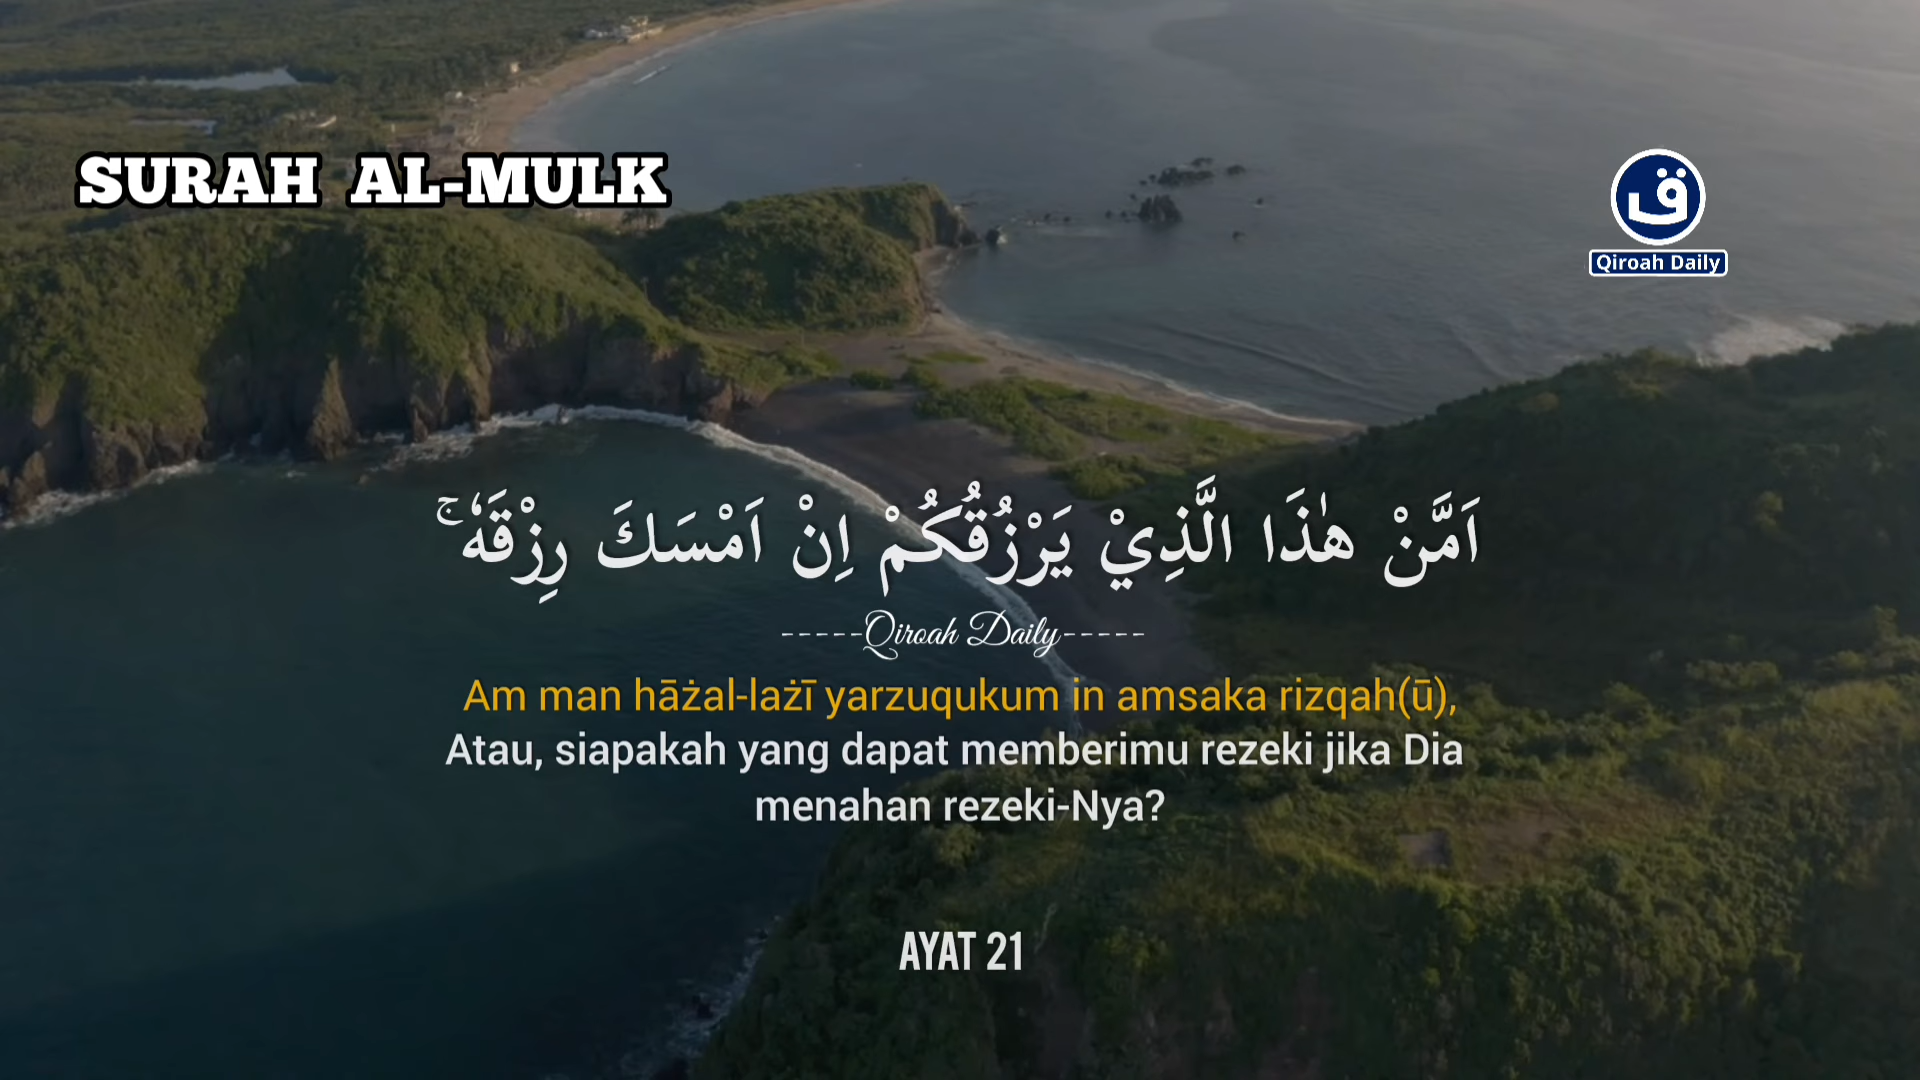 SURAH AL-MULK
ق
Qiroah Daily
اَمَّنْ هٰذَا الَّذِيْ يَرْزُقُكُمْ اِنْ اَمْسَكَ رِزْقَهٗ ۚ
-----Qiroah Daily-----
Am man hāżal-lażī yarzuqukum in amsaka rizqah(ū),
Atau, siapakah yang dapat memberimu rezeki jika Dia
menahan rezeki-Nya?
AYAT 21